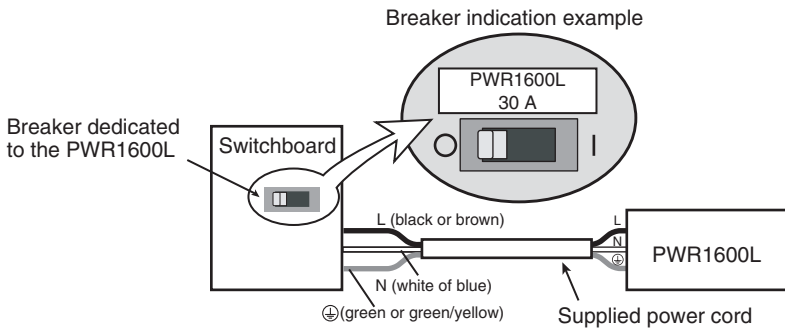 Breaker indication example
PWR1600L
30 A
Breaker dedicated
to the PWR1600L
Switchboard
O
I
L (black or brown)
L
N
PWR1600L
N (white of blue)
⏚(green or green/yellow)
⏚
Supplied power cord